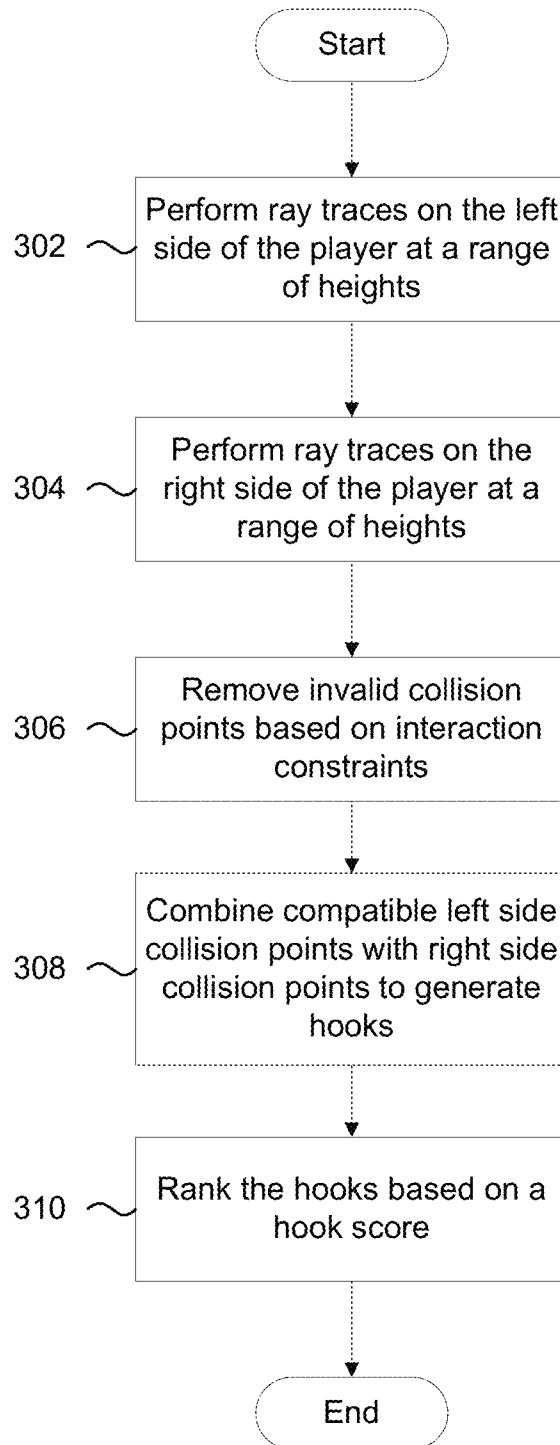 Start
302
Perform ray traces on the left
side of the player at a range
of heights
304
Perform ray traces on the
right side of the player at a
range of heights
306
Remove invalid collision
points based on interaction
constraints
308
Combine compatible left side
collision points with right side
collision points to generate
hooks
310
Rank the hooks based on a
hook score
End